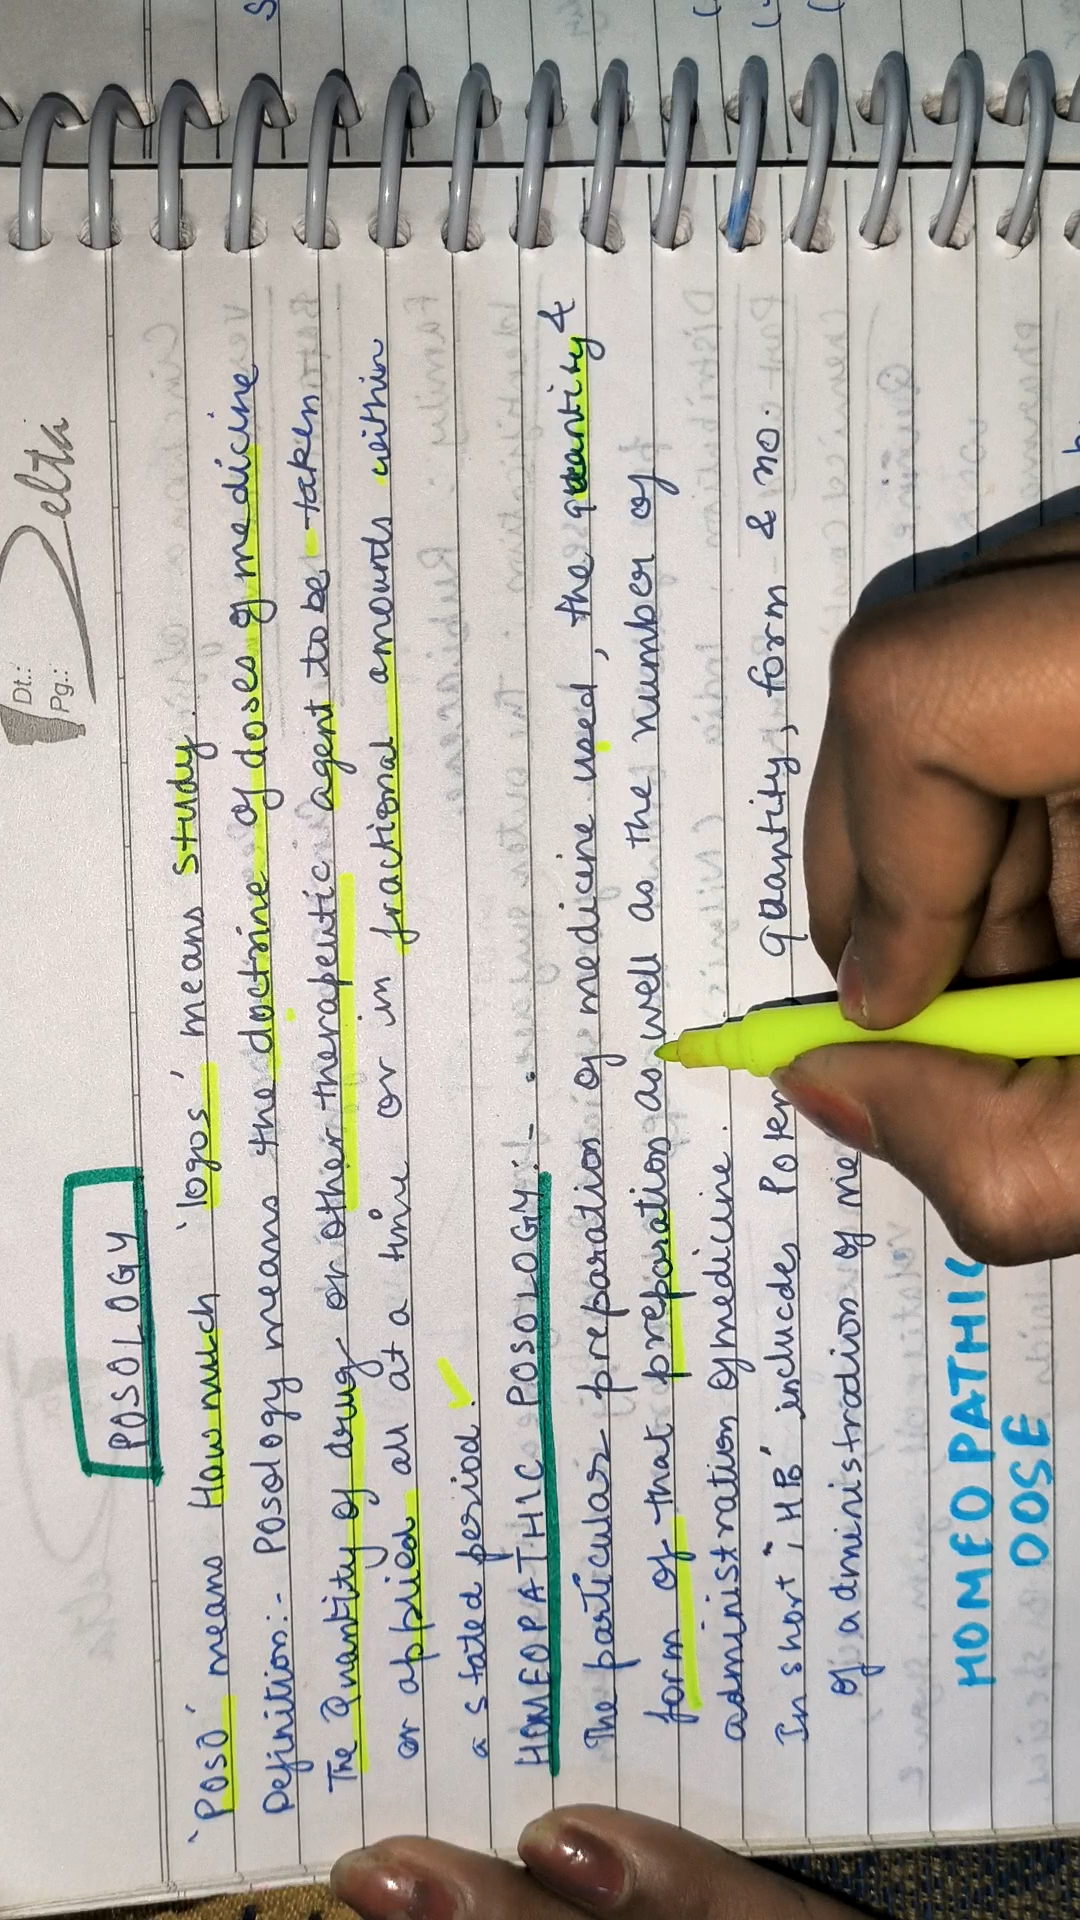 Dt.:
Pg.:
Delta
POSOLOGY
'POSO' means How much 'logos' means study.
Definition:- Posology means the doctrine of doses of medicine
The Quantity of drug or other therapeutic agent to be taken
or applied all at a time or in fractional amounts within
a stated period.
HOMEOPATHIC POSOLOGY:-
The particular preparation of medicine used, the quantity &
form of that preparation as well as the number of
administration of medicine.
In short, 'HP' includes quantity, form & no.
of administration of
HOMEOPATHIC
DOSE